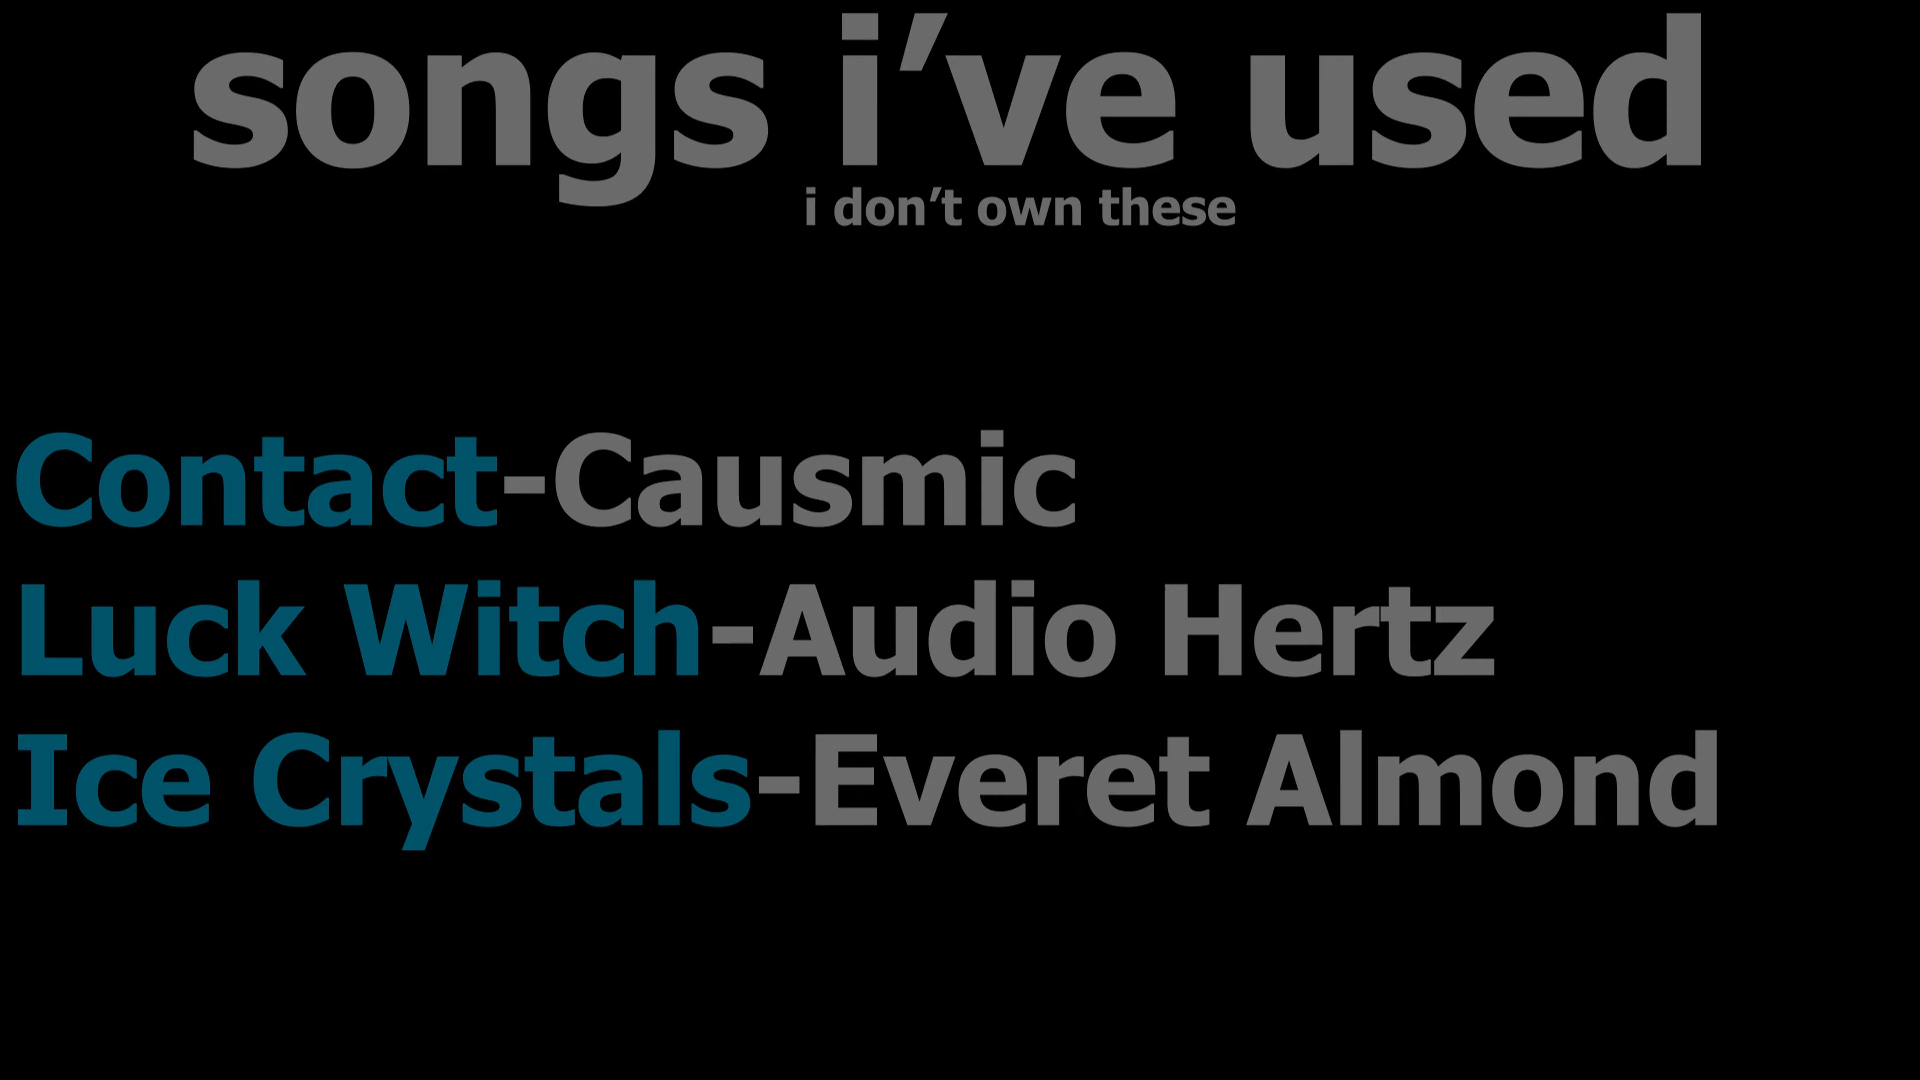 songs i’ve used
i don’t own these
Contact-Causmic
Luck Witch-Audio Hertz
Ice Crystals-Everet Almond